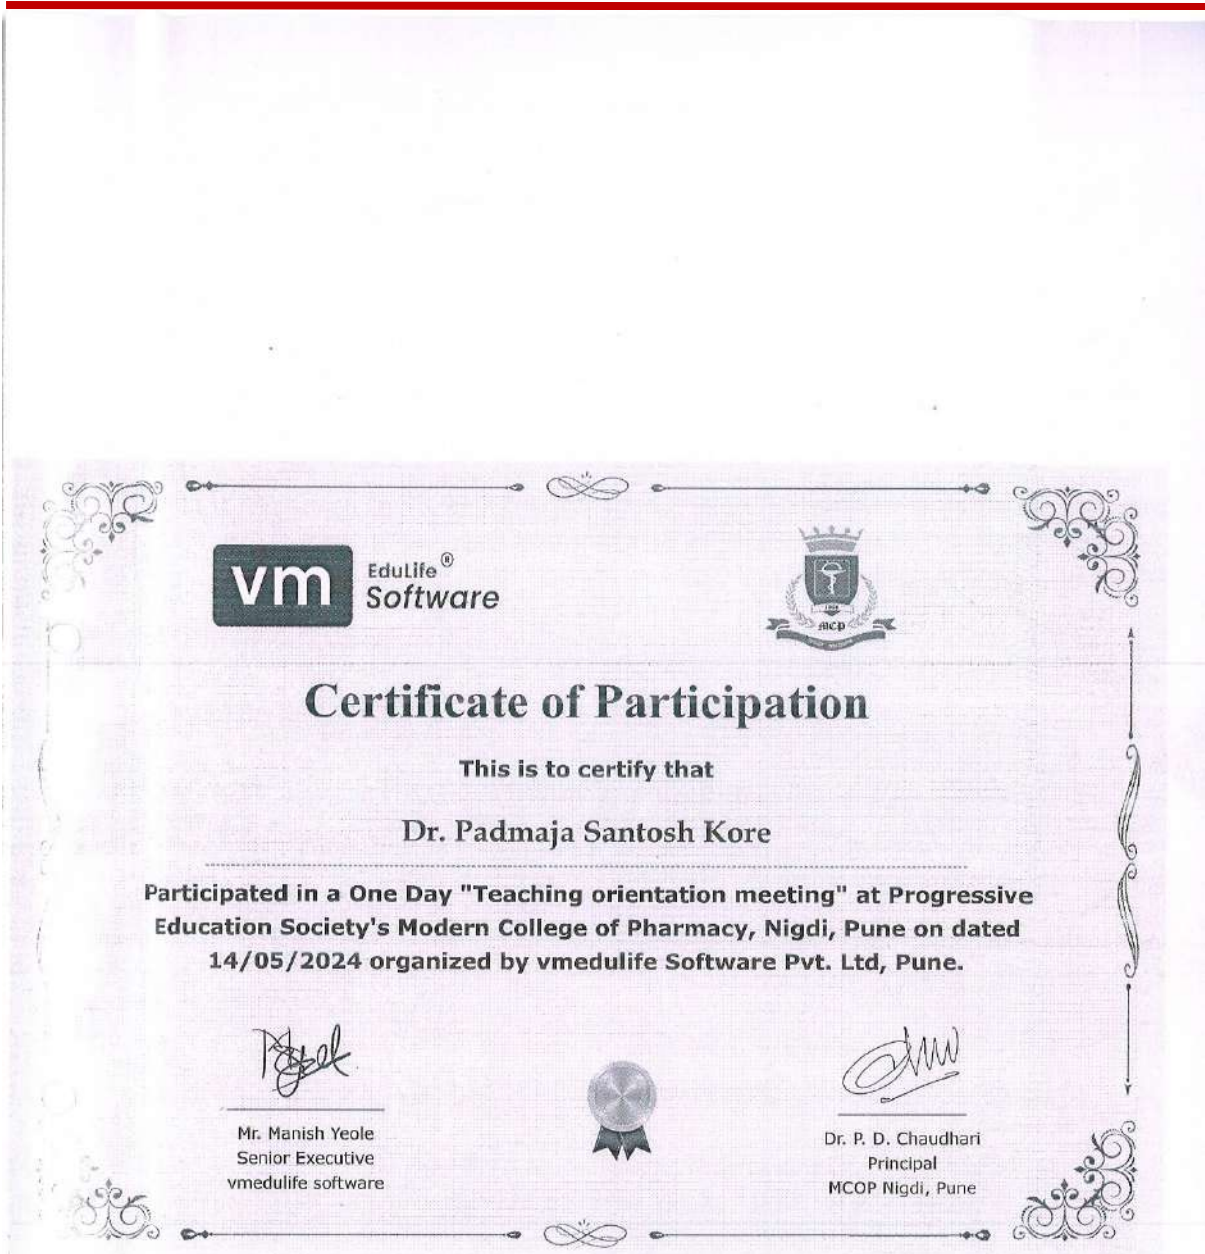 vm EduLife®
Software
1998
MCP
Certificate of Participation
This is to certify that
Dr. Padmaja Santosh Kore
Participated in a One Day "Teaching orientation meeting" at Progressive
Education Society's Modern College of Pharmacy, Nigdi, Pune on dated
14/05/2024 organized by vmedulife Software Pvt. Ltd, Pune.
Mr. Manish Yeole
Senior Executive
vmedulife software
Dr. P. D. Chaudhari
Principal
MCOP Nigdi, Pune